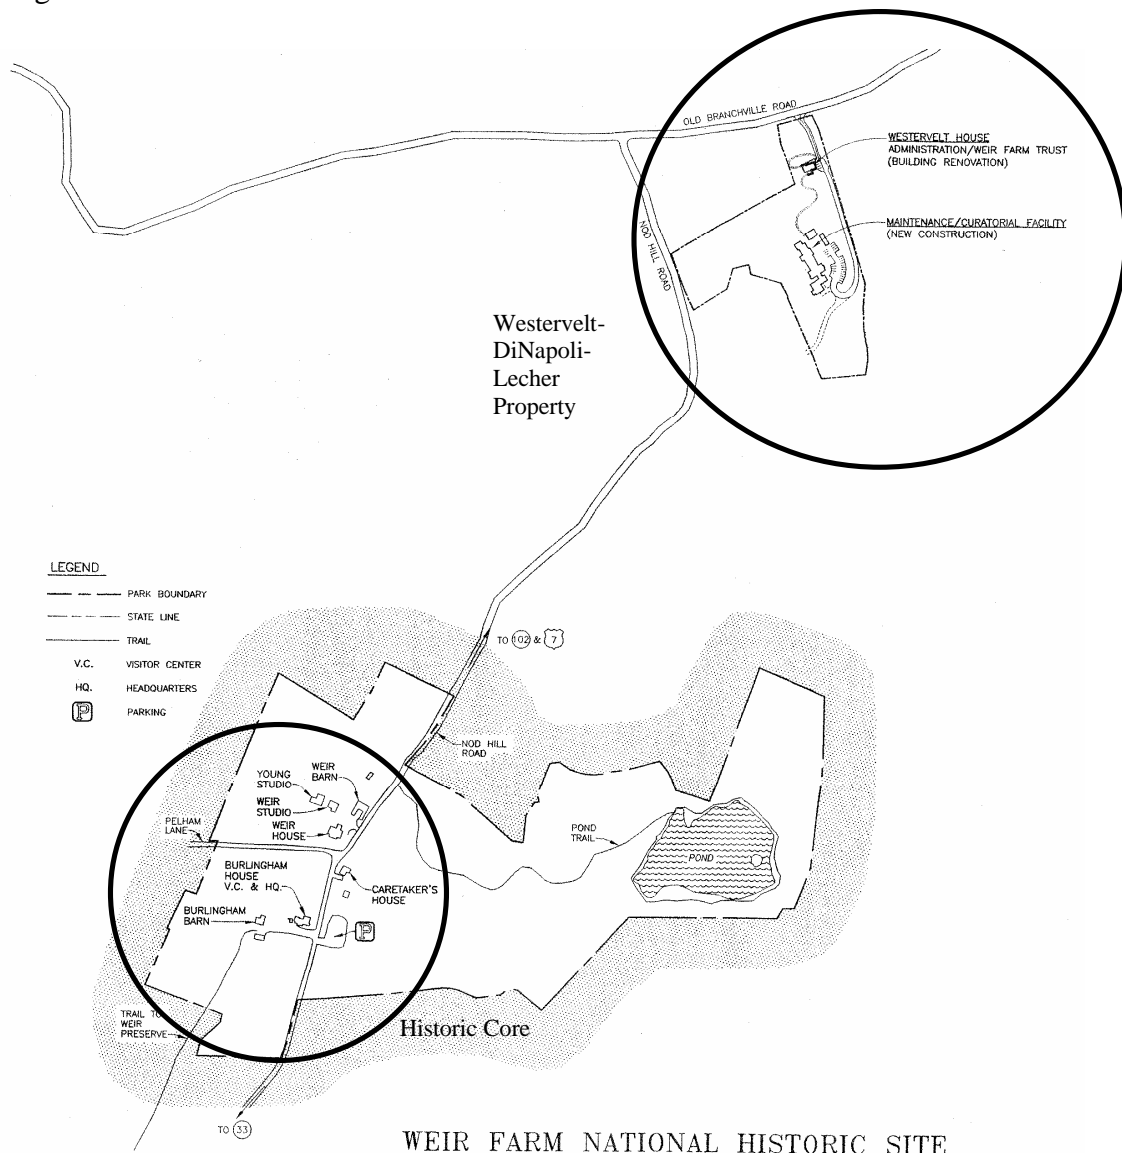 OLD BRANCHVILLE ROAD
WESTERVELT HOUSE
ADMINISTRATION/WEIR FARM TRUST
(BUILDING RENOVATION)
MAINTENANCE/CURATORIAL FACILITY
(NEW CONSTRUCTION)
NOD HILL ROAD
Westervelt-
DiNapoli-
Lecher
Property
LEGEND
PARK BOUNDARY
STATE LINE
TRAIL
V.C. VISITOR CENTER
HQ. HEADQUARTERS
P PARKING
TO 102 & 7
NOD HILL
ROAD
WEIR
BARN
YOUNG
STUDIO
WEIR
STUDIO
WEIR
HOUSE
PELHAM
LANE
POND
TRAIL
POND
BURLINGHAM
HOUSE
V.C. & HQ.
CARETAKER'S
HOUSE
BURLINGHAM
BARN
P
TRAIL TO
WEIR
PRESERVE
Historic Core
TO 33
WEIR FARM NATIONAL HISTORIC SITE